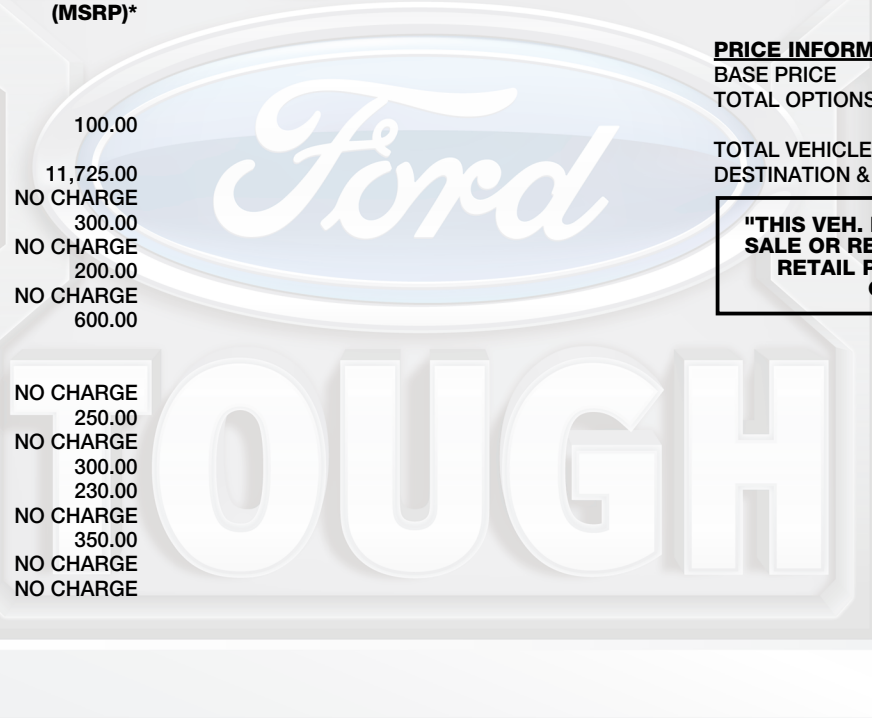 (MSRP)*
100.00
11,725.00
NO CHARGE
300.00
NO CHARGE
200.00
NO CHARGE
600.00
NO CHARGE
250.00
NO CHARGE
300.00
230.00
NO CHARGE
350.00
NO CHARGE
NO CHARGE
PRICE INFORM
BASE PRICE
TOTAL OPTIONS
TOTAL VEHICLE
DESTINATION &
"THIS VEH.
SALE OR RE
RETAIL P
Ford
TOUGH